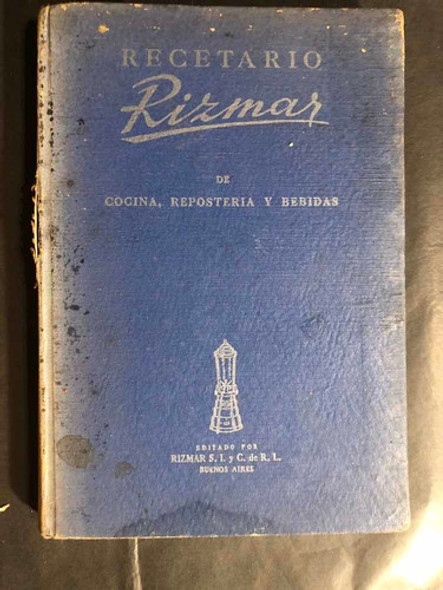 RECETARIO
Rizmar
DE
COCINA, REPOSTERIA Y BEBIDAS
EDITADO POR
RIZMAR S. I. y C. de R. L.
BUENOS AIRES